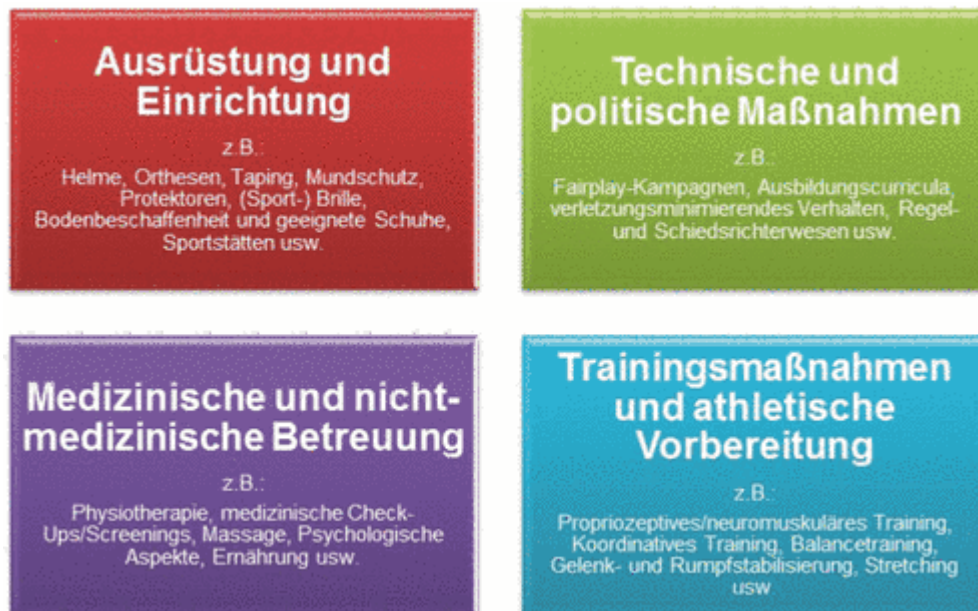 Ausrüstung und
Einrichtung
z.B.:
Helme, Orthesen, Taping, Mundschutz,
Protektoren, (Sport-) Brille,
Bodenbeschaffenheit und geeignete Schuhe,
Sportstätten usw.
Technische und
politische Maßnahmen
z.B.:
Fairplay-Kampagnen, Ausbildungscurricula,
verletzungsminimierendes Verhalten, Regel-
und Schiedsrichterwesen usw.
Medizinische und nicht-
medizinische Betreuung
z.B.:
Physiotherapie, medizinische Check-
Ups/Screenings, Massage, Psychologische
Aspekte, Ernährung usw.
Trainingsmaßnahmen
und athletische
Vorbereitung
z.B.:
Propriozeptives/neuromuskuläres Training,
Koordinatives Training, Balancetraining,
Gelenk- und Rumpfstabilisierung, Stretching
usw